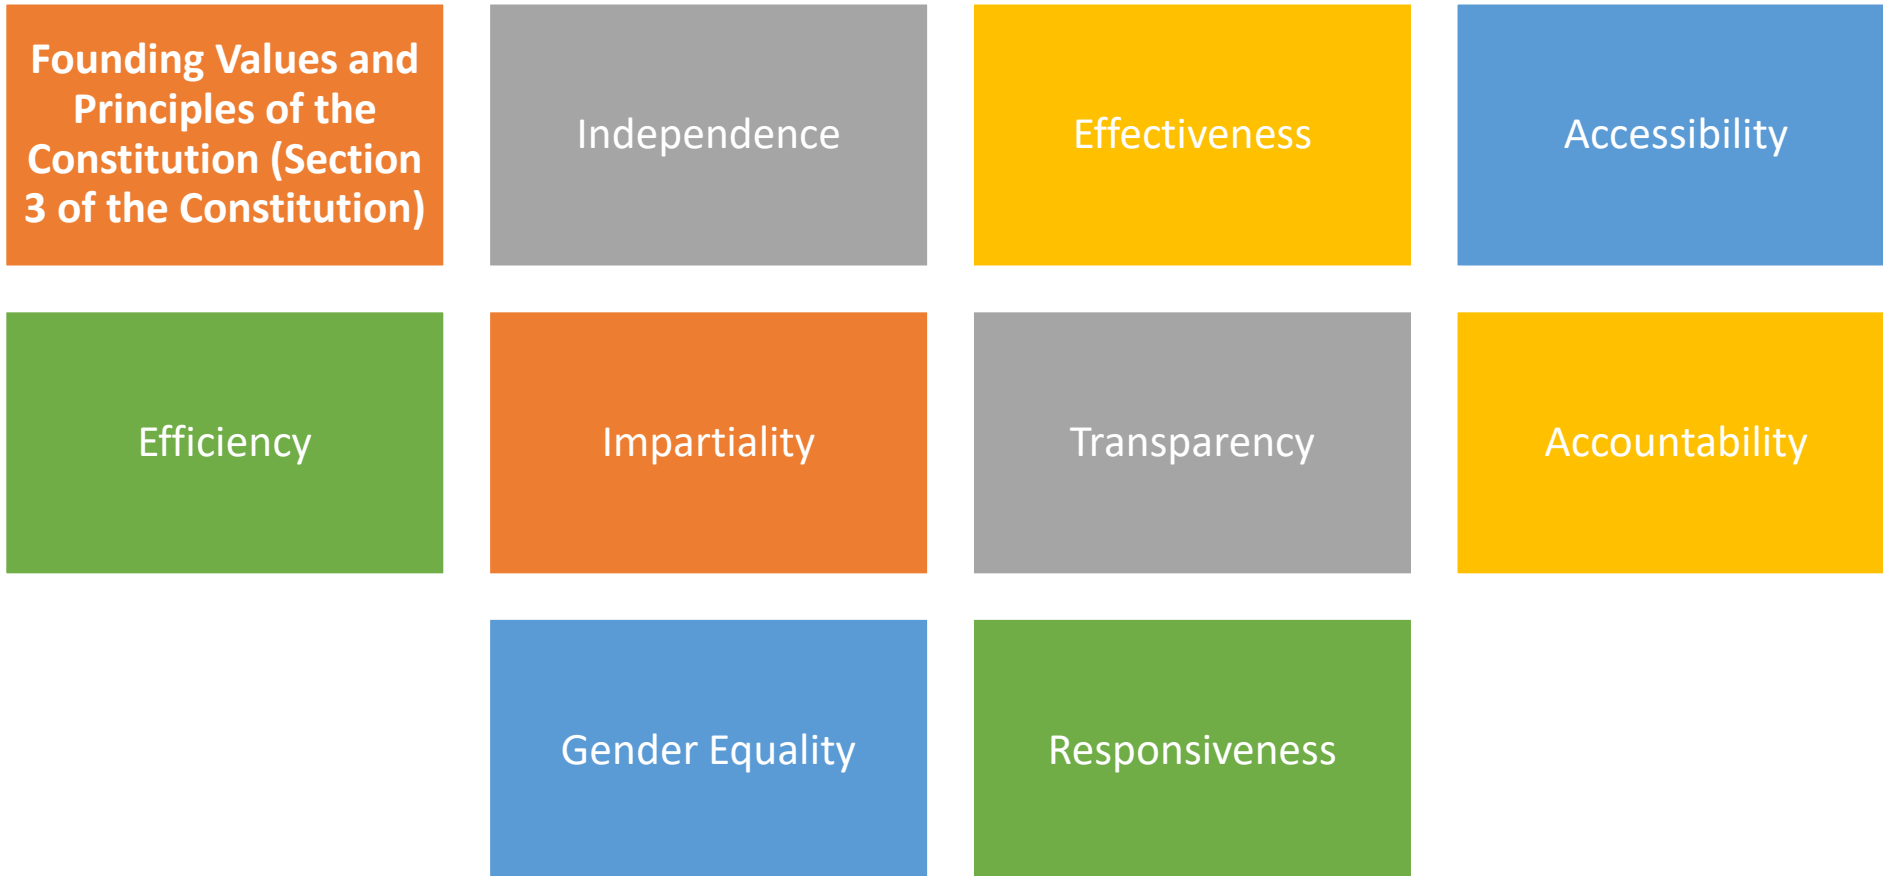 Founding Values and
Principles of the
Constitution (Section
3 of the Constitution)
Independence
Effectiveness
Accessibility
Efficiency
Impartiality
Transparency
Accountability
Gender Equality
Responsiveness